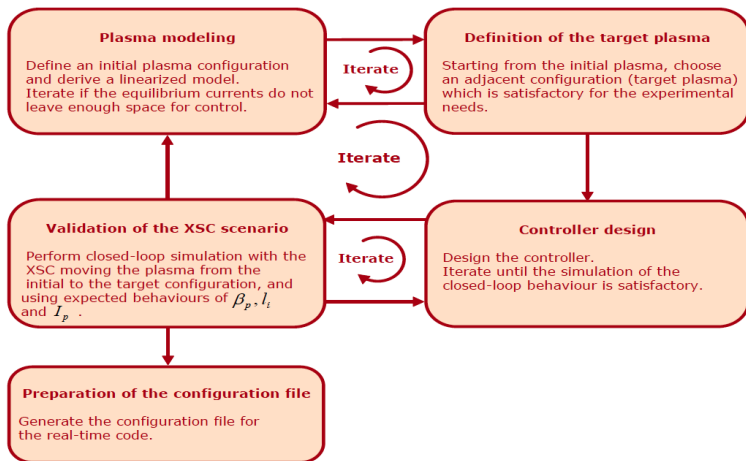 Plasma modeling
Define an initial plasma configuration
and derive a linearized model.
Iterate if the equilibrium currents do not
leave enough space for control.
Iterate
Definition of the target plasma
Starting from the initial plasma, choose
an adjacent configuration (target plasma)
which is satisfactory for the experimental
needs.
Iterate
Validation of the XSC scenario
Perform closed-loop simulation with the
XSC moving the plasma from the
initial to the target configuration, and
using expected behaviours of βp, li
and Ip .
Iterate
Controller design
Design the controller.
Iterate until the simulation of the
closed-loop behaviour is satisfactory.
Preparation of the configuration file
Generate the configuration file for
the real-time code.